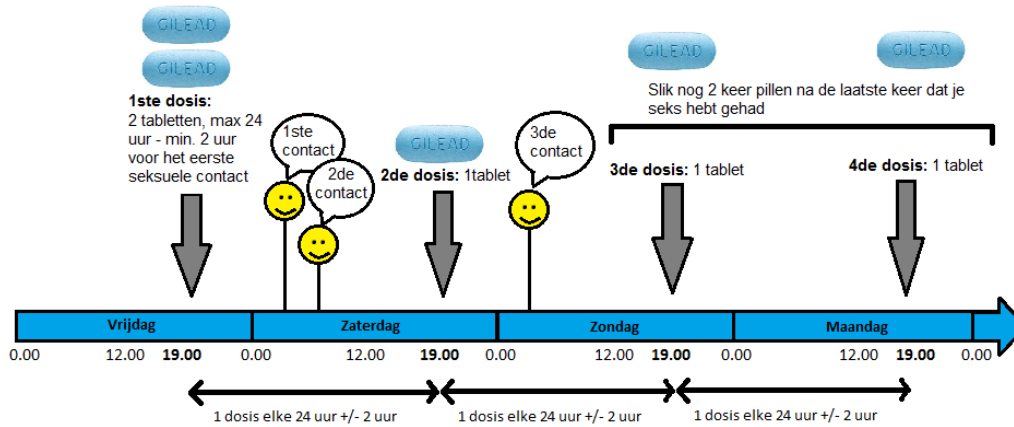 GILEAD
GILEAD
1ste dosis:
2 tabletten, max 24
uur - min. 2 uur
voor het eerste
seksuele contact
1ste
contact
2de
contact
GILEAD
2de dosis: 1tablet
3de
contact
GILEAD
GILEAD
Slik nog 2 keer pillen na de laatste keer dat je
seks hebt gehad
3de dosis: 1 tablet
4de dosis: 1 tablet
Vrijdag Zaterdag Zondag Maandag
0.00 12.00 19.00 0.00 12.00 19.00 0.00 12.00 19.00 0.00 12.00 19.00 0.00
1 dosis elke 24 uur +/- 2 uur 1 dosis elke 24 uur +/- 2 uur 1 dosis elke 24 uur +/- 2 uur